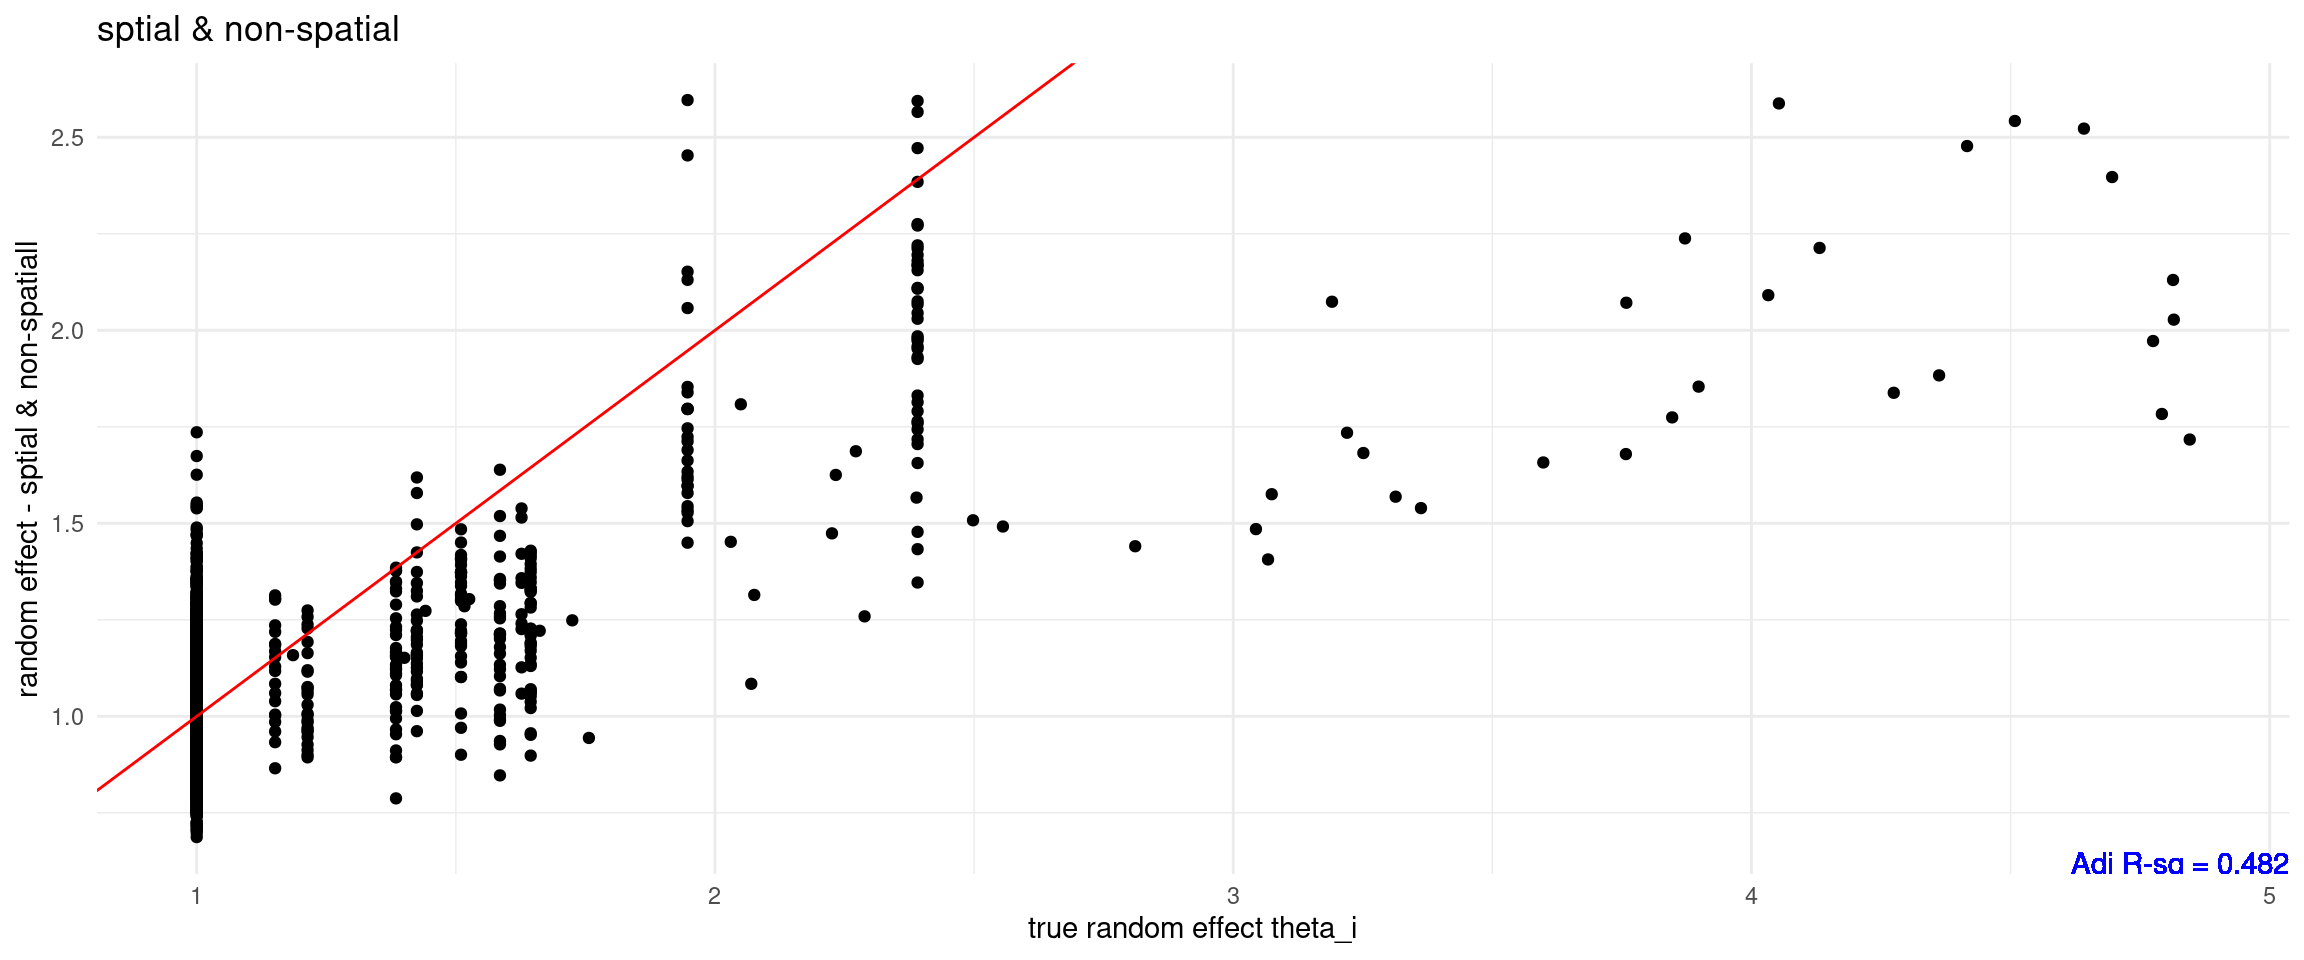 sptial & non-spatial
random effect - sptial & non-spatiall
2.5
2.0
1.5
1.0
Adj R-sq = 0.482
1
2
3
4
5
true random effect theta_i